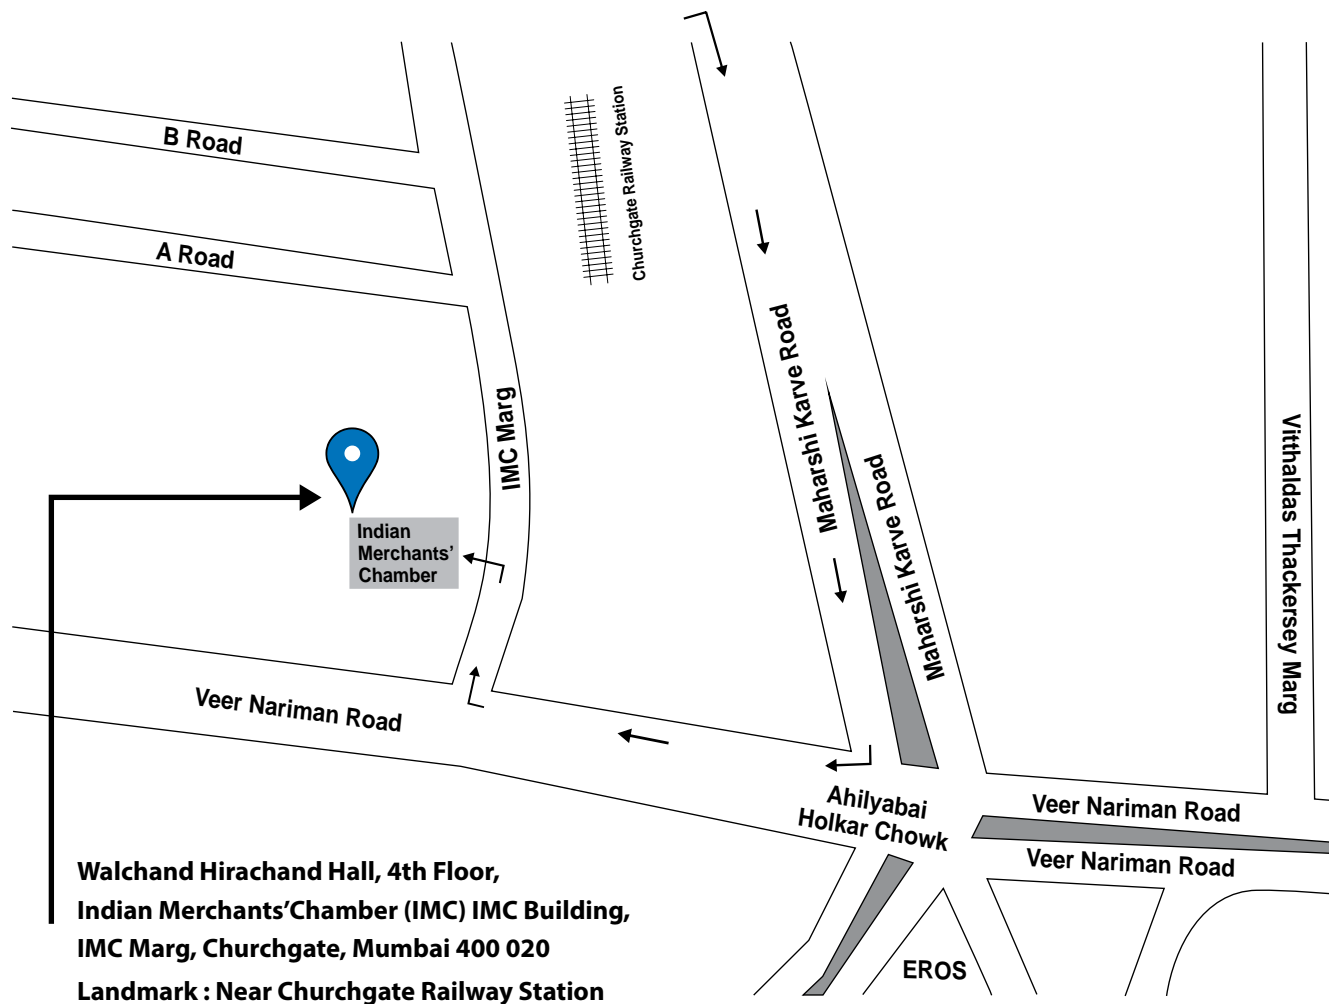 B Road
Churchgate Railway Station
A Road
Maharshi Karve Road
IMC Marg
Maharshi Karve Road
Vitthaldas Thackersey Marg
Indian
Merchants’
Chamber
Veer Nariman Road
Ahilyabai
Holkar Chowk
Veer Nariman Road
Veer Nariman Road
Walchand Hirachand Hall, 4th Floor,
Indian Merchants’Chamber (IMC) IMC Building,
IMC Marg, Churchgate, Mumbai 400 020
Landmark : Near Churchgate Railway Station
EROS